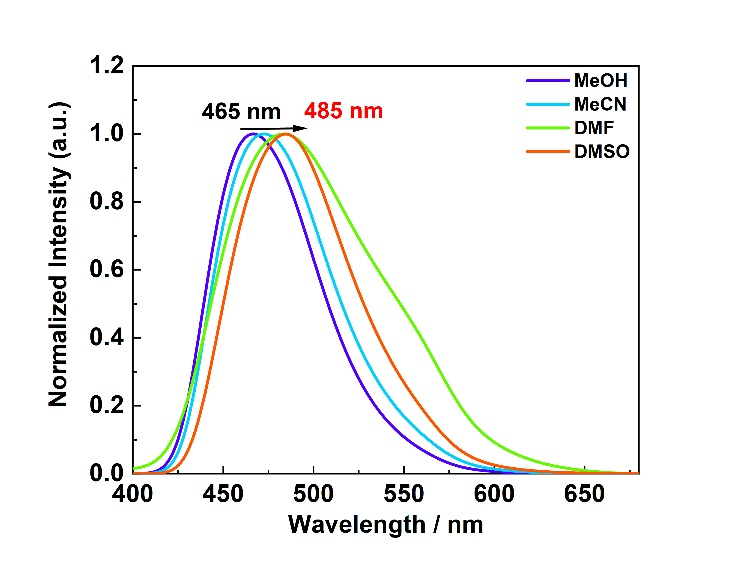 1.2
1.0
0.8
0.6
0.4
0.2
0.0
Normalized Intensity (a.u.)
465 nm
485 nm
MeOH
MeCN
DMF
DMSO
400 450 500 550 600 650
Wavelength / nm